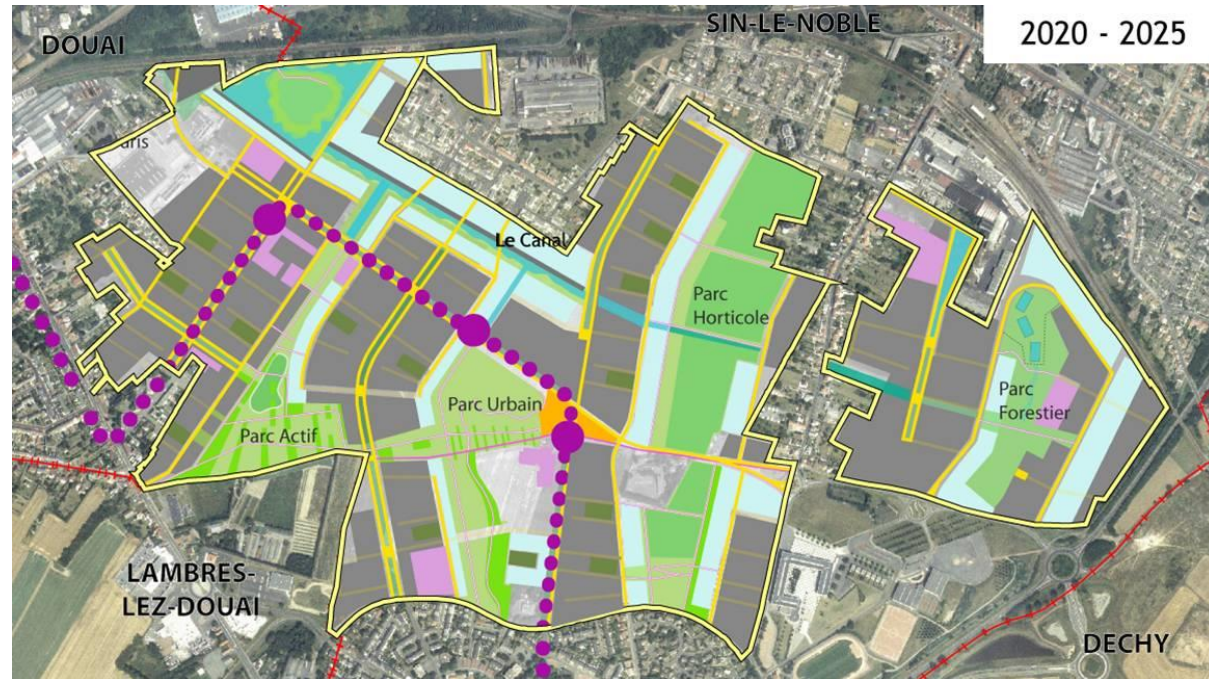 SIN-LE-NOBLE
2020 - 2025
DOUAI
Le Canal
Parc
Horticole
Parc Urbain
Parc Actif
Parc
Forestier
LAMBRES-
LEZ-DOUAI
DECHY